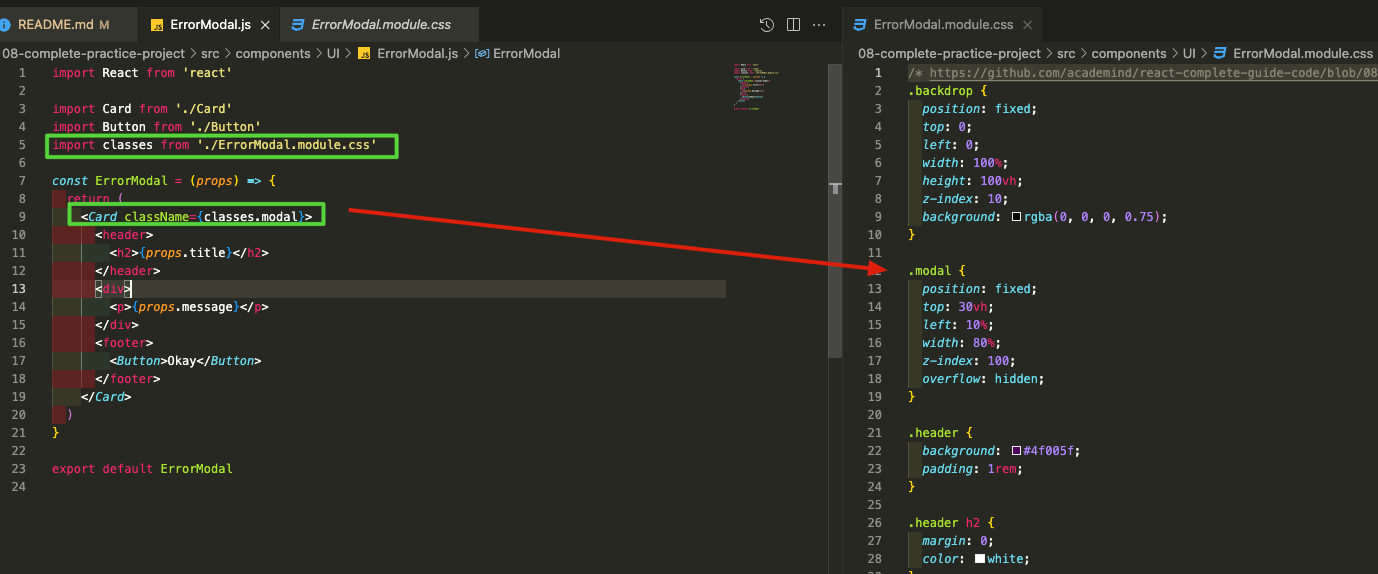 README.md M
ErrorModal.js
ErrorModal.module.css
08-complete-practice-project > src > components > UI > ErrorModal.js > ErrorModal
1 import React from 'react'
2
3 import Card from './Card'
4 import Button from './Button'
5 import classes from './ErrorModal.module.css'
6
7 const ErrorModal = (props) => {
8 return (
9 <Card className={classes.modal}>
10 <header>
11 <h2>{props.title}</h2>
12 </header>
13 <div>
14 <p>{props.message}</p>
15 </div>
16 <footer>
17 <Button>Okay</Button>
18 </footer>
19 </Card>
20 )
21 }
22
23 export default ErrorModal
24
ErrorModal.module.css
08-complete-practice-project > src > components > UI > ErrorModal.module.css
1 /* https://github.com/academind/react-complete-guide-code/blob/08
2 .backdrop {
3 position: fixed;
4 top: 0;
5 left: 0;
6 width: 100%;
7 height: 100vh;
8 z-index: 10;
9 background: rgba(0, 0, 0, 0.75);
10 }
11
12 .modal {
13 position: fixed;
14 top: 30vh;
15 left: 10%;
16 width: 80%;
17 z-index: 100;
18 overflow: hidden;
19 }
20
21 .header {
22 background: #4f005f;
23 padding: 1rem;
24 }
25
26 .header h2 {
27 margin: 0;
28 color: white;